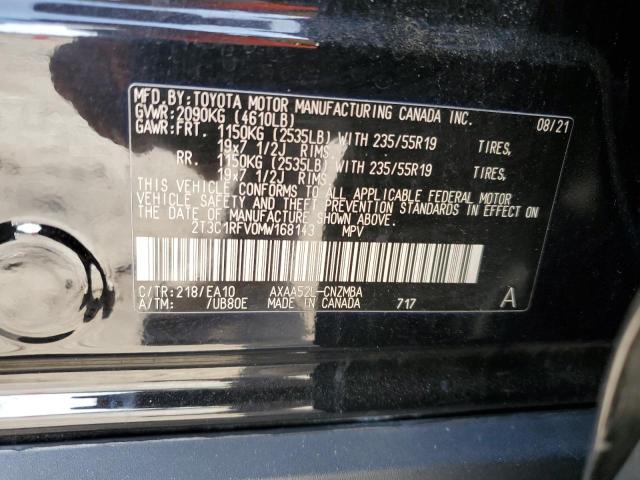 MFD.BY:TOYOTA MOTOR MANUFACTURING CANADA INC. 08/21
GVWR:2090KG (4610LB)
GAWR:FRT. 1150KG (2535LB) WITH 235/55R19 TIRES,
19x7 1/2J RIMS.
RR. 1150KG (2535LB) WITH 235/55R19 TIRES,
19x7 1/2J RIMS
THIS VEHICLE CONFORMS TO ALL APPLICABLE FEDERAL MOTOR
VEHICLE SAFETY AND THEFT PREVENTION STANDARDS IN EFFECT ON
THE DATE OF MANUFACTURE SHOWN ABOVE.
2T3C1RFV0MW168143 MPV
C/TR:218/EA10 AXAA52L-CNZMBA
A/TM: /UB80E MADE IN CANADA 717 A